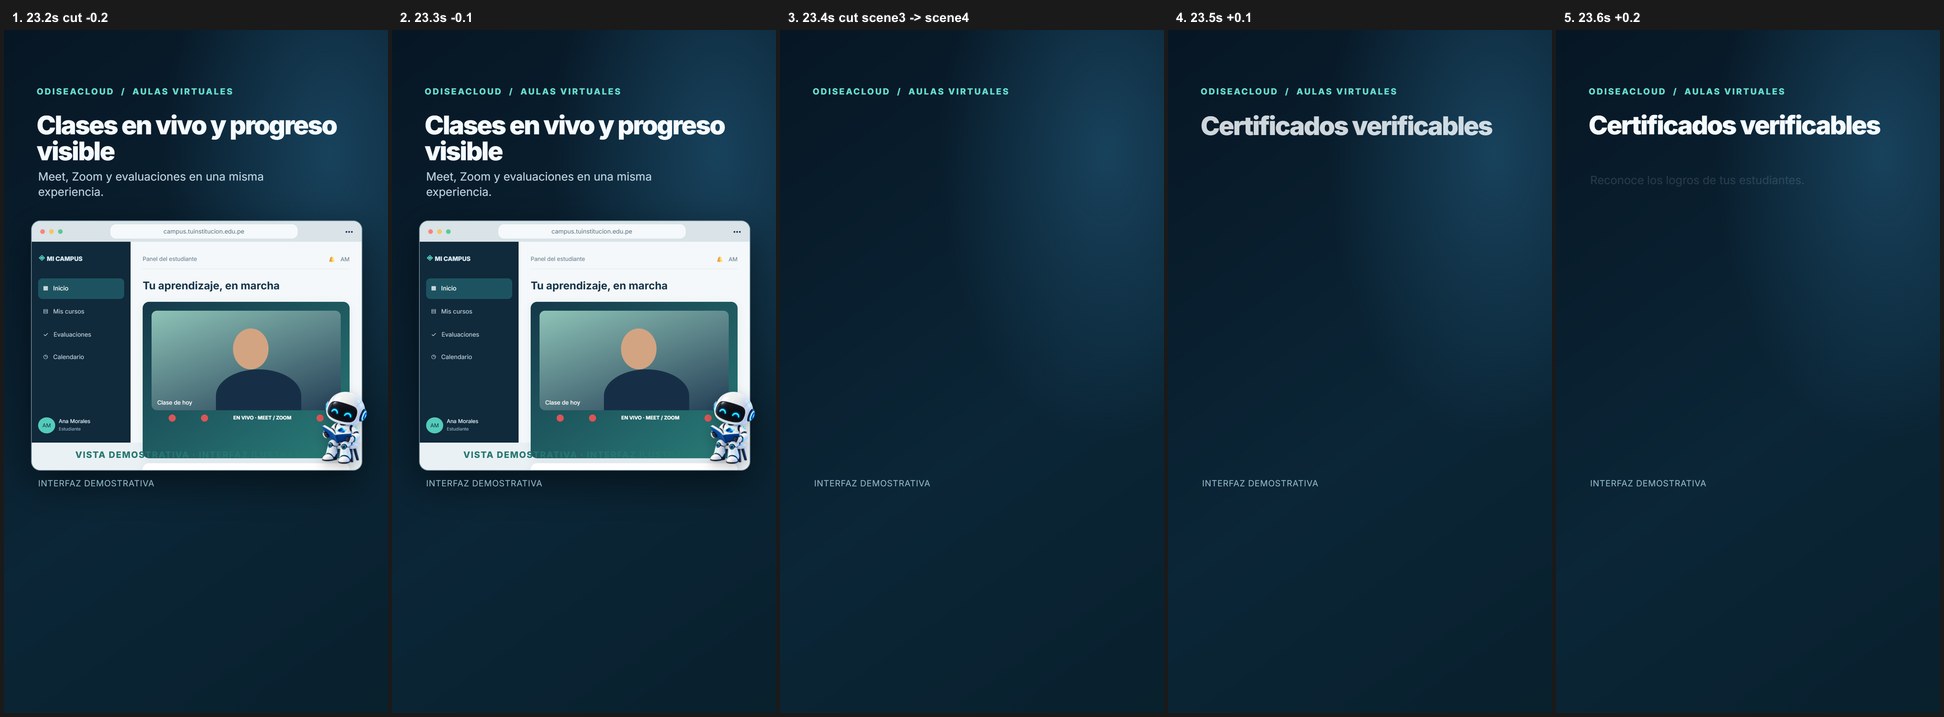 1. 23.2s cut -0.2
ODISEACLOUD / AULAS VIRTUALES
Clases en vivo y progreso
visible
Meet, Zoom y evaluaciones en una misma
experiencia.
campus.tuinstitucion.edu.pe
MI CAMPUS
Inicio
Mis cursos
Evaluaciones
Calendario
AM
Ana Morales
Estudiante
Panel del estudiante
AM
Tu aprendizaje, en marcha
Clase de hoy
EN VIVO · MEET / ZOOM
VISTA DEMOSTRATIVA · INTERFAZ
INTERFAZ DEMOSTRATIVA
2. 23.3s -0.1
ODISEACLOUD / AULAS VIRTUALES
Clases en vivo y progreso
visible
Meet, Zoom y evaluaciones en una misma
experiencia.
campus.tuinstitucion.edu.pe
MI CAMPUS
Inicio
Mis cursos
Evaluaciones
Calendario
AM
Ana Morales
Estudiante
Panel del estudiante
AM
Tu aprendizaje, en marcha
Clase de hoy
EN VIVO · MEET / ZOOM
VISTA DEMOSTRATIVA · INTERFAZ
INTERFAZ DEMOSTRATIVA
3. 23.4s cut scene3 -> scene4
ODISEACLOUD / AULAS VIRTUALES
INTERFAZ DEMOSTRATIVA
4. 23.5s +0.1
ODISEACLOUD / AULAS VIRTUALES
Certificados verificables
INTERFAZ DEMOSTRATIVA
5. 23.6s +0.2
ODISEACLOUD / AULAS VIRTUALES
Certificados verificables
Reconoce los logros de tus estudiantes.
INTERFAZ DEMOSTRATIVA